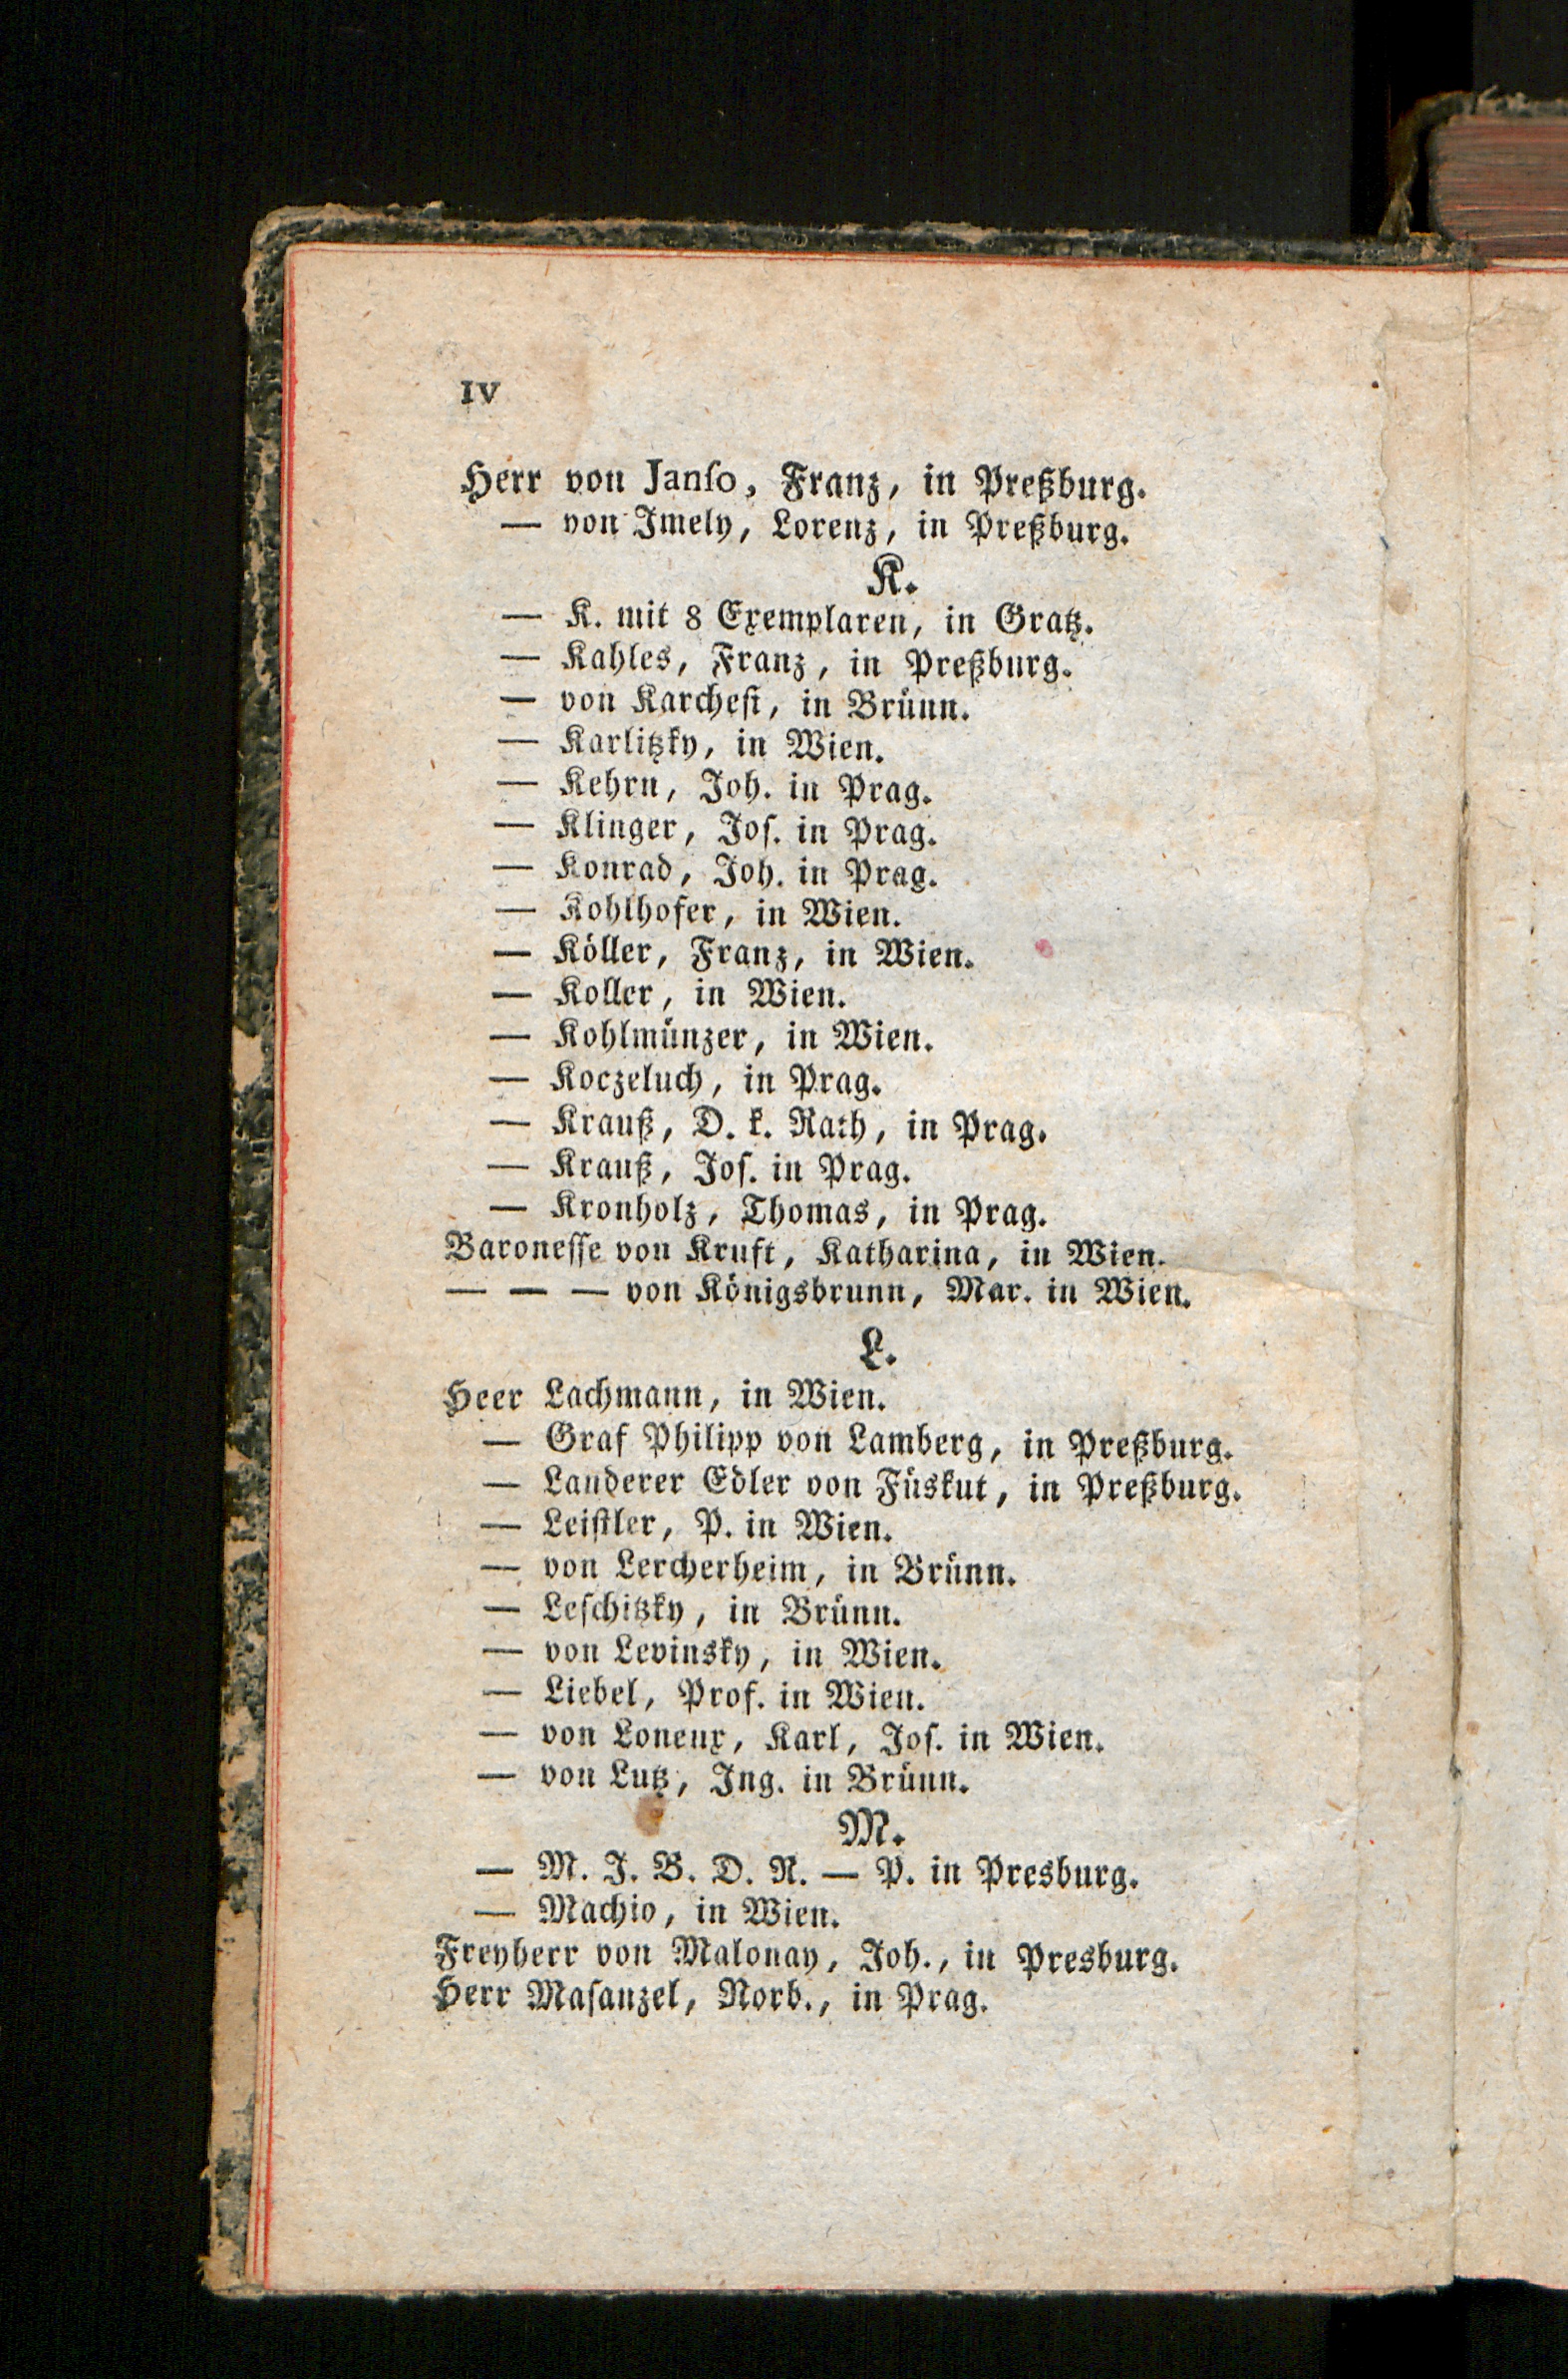 IV
Herr von Janſo, Franz, in Preßburg.
— von Imely, Lorenz, in Preßburg.
K.
— K. mit 8 Exemplaren, in Gratz.
— Kahles, Franz, in Preßburg.
— von Karcheſi, in Brünn.
— Karlitzky, in Wien.
— Kehrn, Joh. in Prag.
— Klinger, Joſ. in Prag.
— Konrad, Joh. in Prag.
— Kohlhofer, in Wien.
— Köller, Franz, in Wien.
— Koller, in Wien.
— Kohlmünzer, in Wien.
— Koczeluch, in Prag.
— Krauß, D. k. Rath, in Prag.
— Krauß, Joſ. in Prag.
— Kronholz, Thomas, in Prag.
Baroneſſe von Kruft, Katharina, in Wien.
— — — von Königsbrunn, Mar. in Wien.
L.
Heer Lachmann, in Wien.
— Graf Philipp von Lamberg, in Preßburg.
— Landerer Edler von Füskut, in Preßburg.
— Leiſtler, P. in Wien.
— von Lercherheim, in Brünn.
— Leſchitzky, in Brünn.
— von Levinsky, in Wien.
— Liebel, Prof. in Wien.
— von Loneux, Karl, Joſ. in Wien.
— von Lutz, Ing. in Brünn.
M.
— M. J. B. D. R. — P. in Presburg.
— Machio, in Wien.
Freyherr von Malonay, Joh., in Presburg.
Herr Maſanzel, Norb., in Prag.